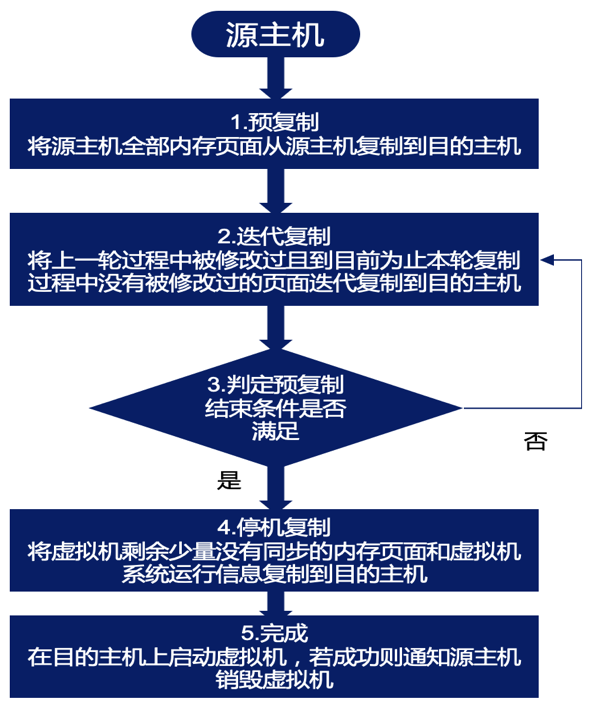 源主机
1.预复制
将源主机全部内存页面从源主机复制到目的主机
2.迭代复制
将上一轮过程中被修改过且到目前为止本轮复制
过程中没有被修改过的页面迭代复制到目的主机
3.判定预复制
结束条件是否
满足
否
是
4.停机复制
将虚拟机剩余少量没有同步的内存页面和虚拟机
系统运行信息复制到目的主机
5.完成
在目的主机上启动虚拟机，若成功则通知源主机
销毁虚拟机